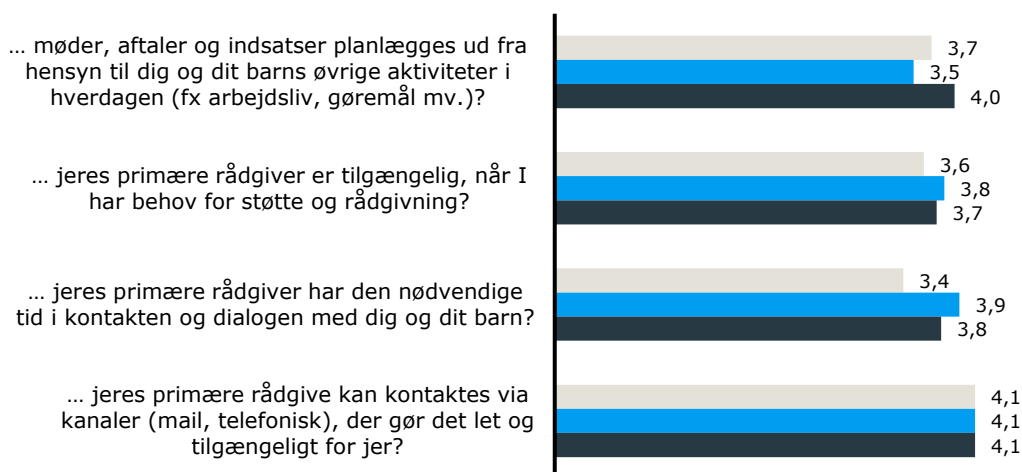 … møder, aftaler og indsatser planlægges ud fra
hensyn til dig og dit barns øvrige aktiviteter i
hverdagen (fx arbejdsliv, gøremål mv.)?
3,7
3,5
4,0
… jeres primære rådgiver er tilgængelig, når I
har behov for støtte og rådgivning?
3,6
3,8
3,7
… jeres primære rådgiver har den nødvendige
tid i kontakten og dialogen med dig og dit barn?
3,4
3,9
3,8
… jeres primære rådgive kan kontaktes via
kanaler (mail, telefonisk), der gør det let og
tilgængeligt for jer?
4,1
4,1
4,1